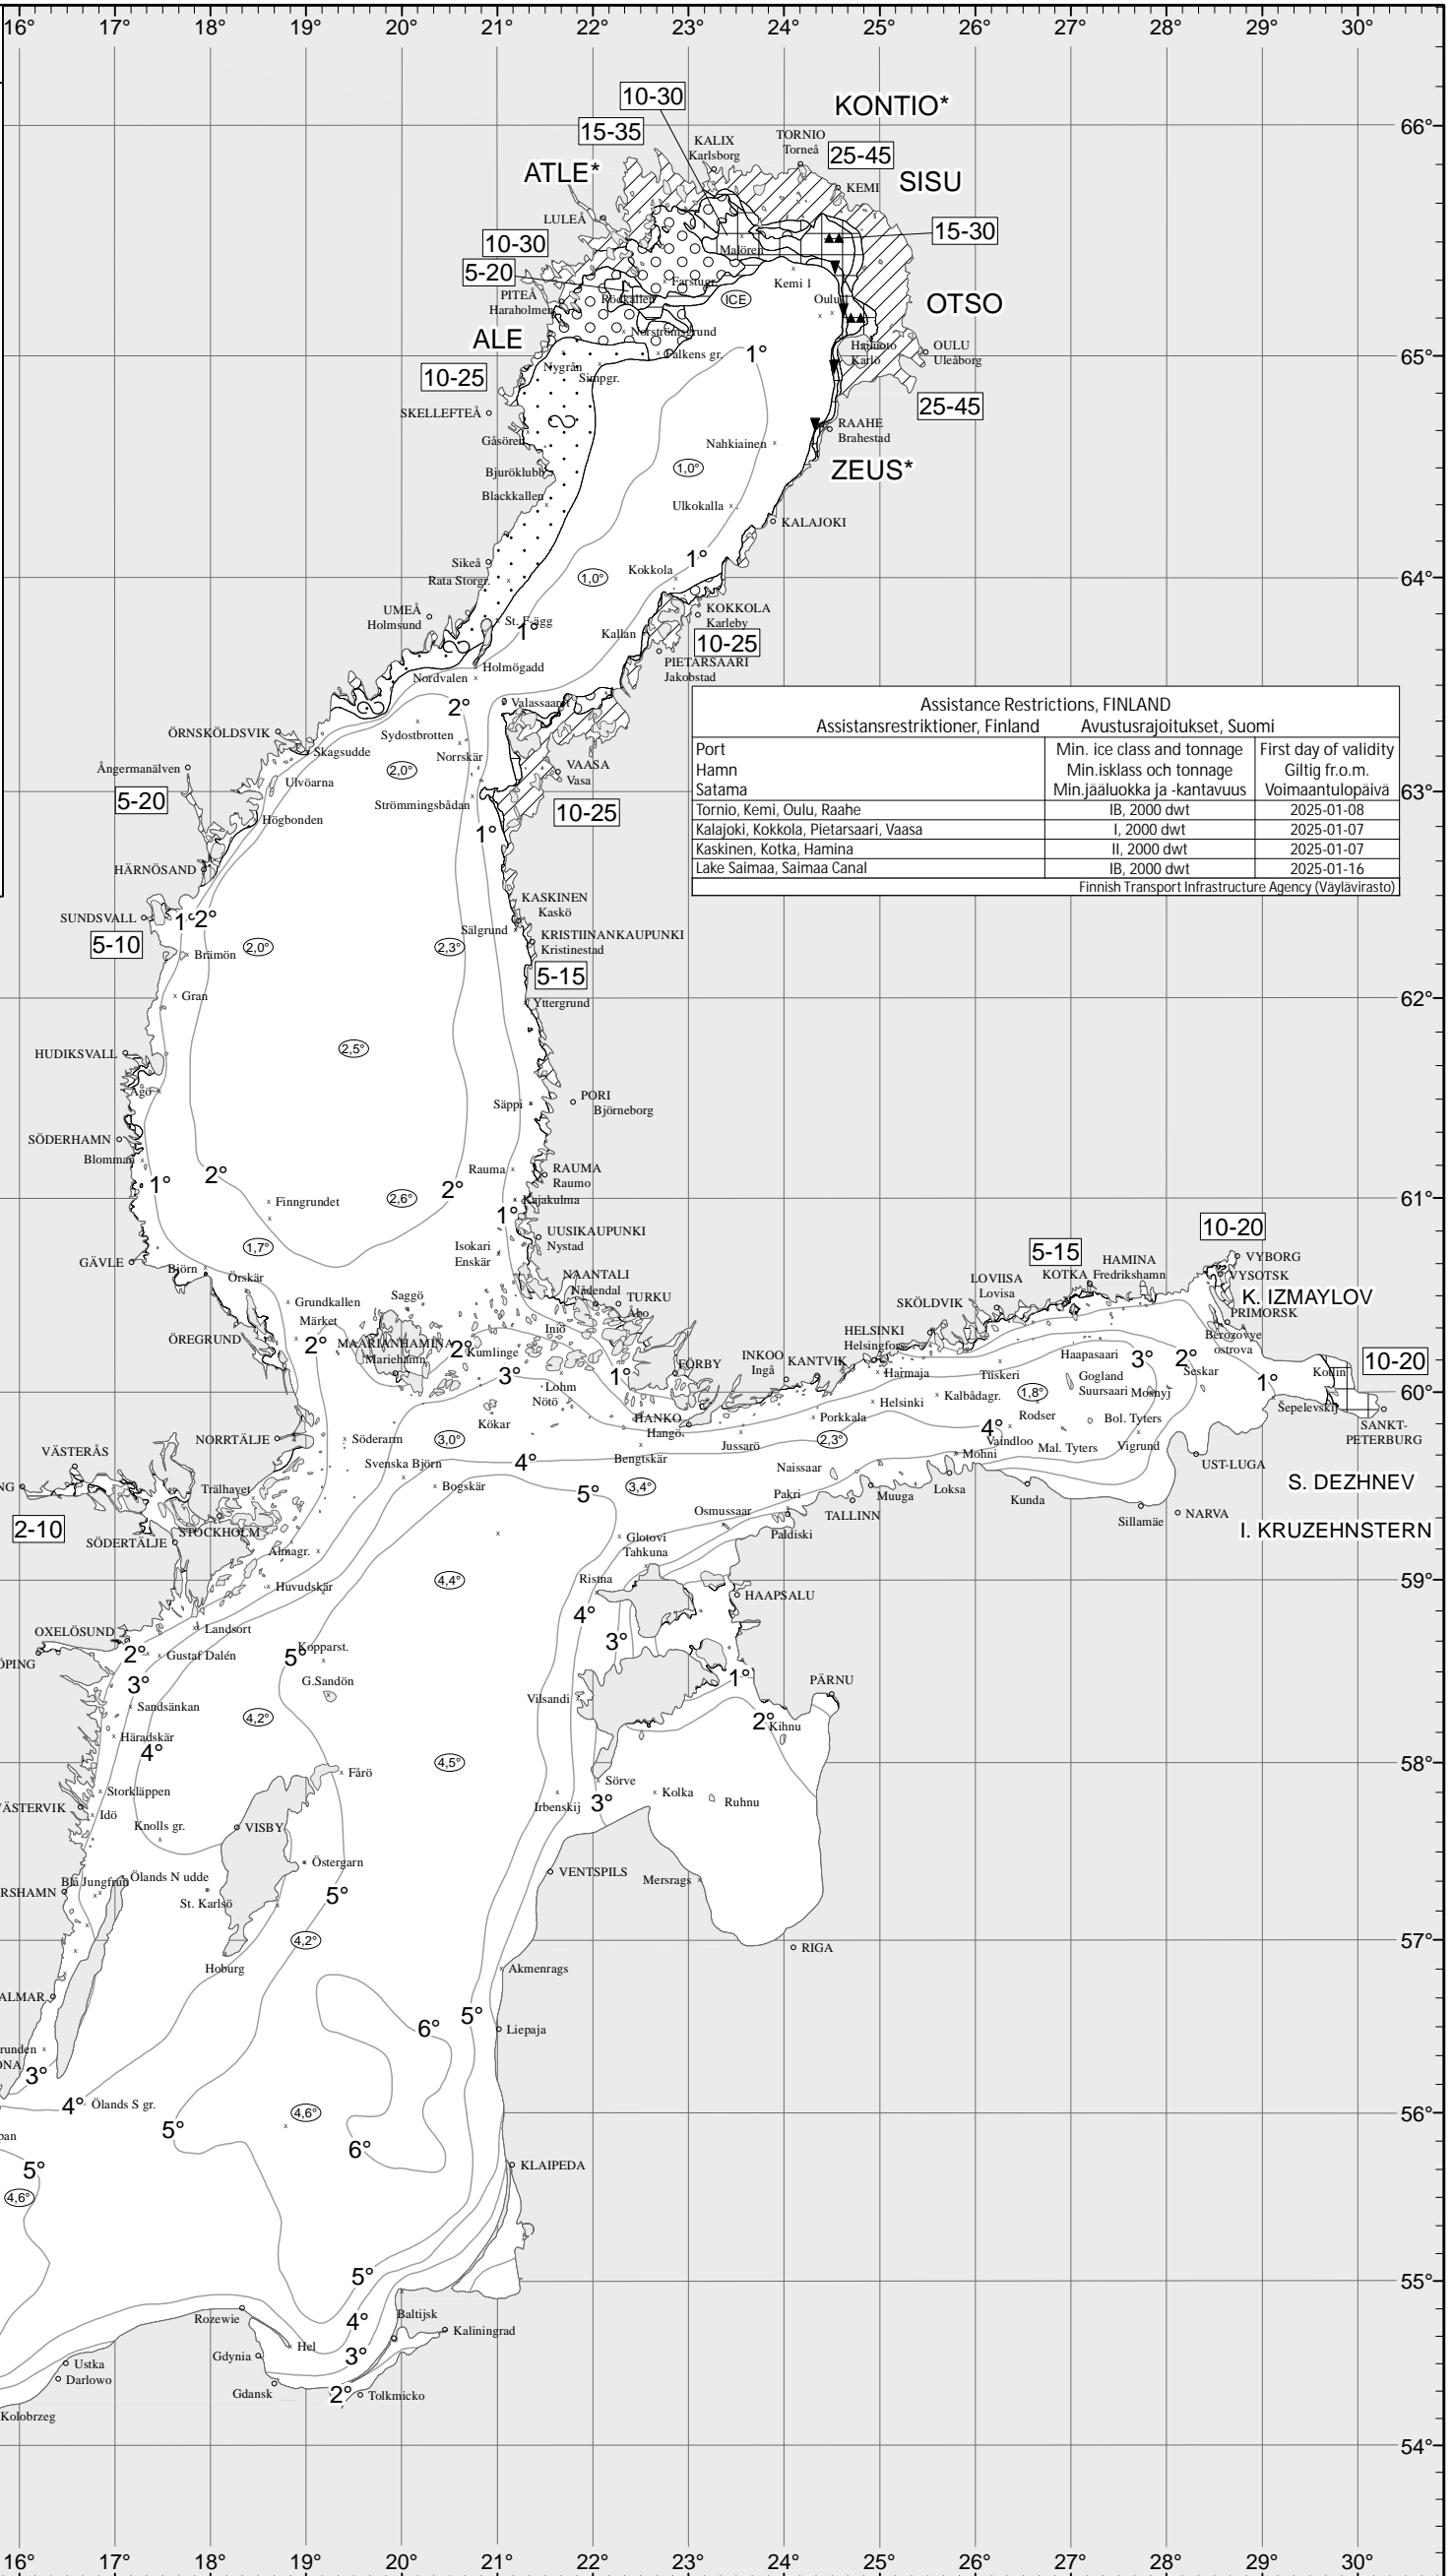 16° 17° 18° 19° 20° 21° 22° 23° 24° 25° 26° 27° 28° 29° 30°
10-30
KONTIO*
15-35
KALIX
Karlsborg
TORNIO
Torneå
66°
25-45
ATLE*
KEMI
SISU
LULEÅ
15-30
10-30
Malören
5-20
Farstugr.
Kemi 1
PITEÅ
Haraholmen
Rödkallen
ICE
Oulu
OTSO
ALE
Norströmsgrund
Hailuoto
Karlö
OULU
Uleåborg
Falkens gr.
1°
65°
Nygrån
Simpgr.
10-25
25-45
SKELLEFTEÅ
RAAHE
Brahestad
Gåsören
Nahkiainen
Bjuröklubb
1,0°
ZEUS*
Blackkallen
Ulkokalla
KALAJOKI
Sikeå
1°
Rata Storgr.
1,0°
Kokkola
64°
UMEÅ
Holmsund
KOKKOLA
Karleby
St. Fjägg
1°
Kallan
10-25
Holmögadd
PIETARSAARI
Jakobstad
Nordvalen
2°
Valassaaret
Assistance Restrictions, FINLAND
Assistansrestriktioner, Finland Avustusrajoitukset, Suomi
Port Min. ice class and tonnage First day of validity
Hamn Min.isklass och tonnage Giltig fr.o.m.
Satama Min.jääluokka ja -kantavuus Voimaantulopäivä
Tornio, Kemi, Oulu, Raahe IB, 2000 dwt 2025-01-08
Kalajoki, Kokkola, Pietarsaari, Vaasa I, 2000 dwt 2025-01-07
Kaskinen, Kotka, Hamina II, 2000 dwt 2025-01-07
Lake Saimaa, Saimaa Canal IB, 2000 dwt 2025-01-16
Finnish Transport Infrastructure Agency (Väylävirasto)
ÖRNSKÖLDSVIK
Sydostbrotten
Skagsudde
Norrskär
Ångermanälven
2,0°
VAASA
Vasa
Ulvöarna
5-20
Strömmingsbådan
63°
Högbonden
10-25
1°
HÄRNÖSAND
KASKINEN
Kaskö
SUNDSVALL
1° 2°
Sälgrund
KRISTIINANKAUPUNKI
Kristinestad
5-10
2,0°
2,3°
Brämön
5-15
Gran
Yttergrund
62°
2,5°
HUDIKSVALL
Agö
Säppi
PORI
Björneborg
SÖDERHAMN
Blomman
1°
2°
Rauma
RAUMA
Raumo
2°
Finngrundet
2,6°
Kajakulma
61°
1°
1,7°
UUSIKAUPUNKI
Nystad
10-20
GÄVLE
Isokari
Enskär
5-15
VYBORG
Björn
Örskär
NAANTALI
Nådendal
HAMINA
Fredrikshamn
VYSOTSK
LOVIISA
Lovisa
KOTKA
Grundkallen
Saggö
TURKU
Åbo
SKÖLDVIK
K. IZMAYLOV
PRIMORSK
Märket
Iniö
HELSINKI
Helsingfors
ÖREGRUND
2°
MAARIANHAMINA
Mariehamn
2°
Kumlinge
Berozovye
ostrova
Haapasaari
3°
2°
3°
1°
FÖRBY
INKOO
Ingå
KANTVIK
Harmaja
Tiiskeri
Seskar
Kotlin
10-20
Lohm
Nötö
Gogland
Suursaari
Mosnyj
1°
Helsinki
Kalbådagr.
1,8°
60°
Kökar
HANKO
Hangö
Porkkala
Rodser
Bol. Tyters
Šepelevskij
SANKT-
PETERBURG
NORRTÄLJE
Söderarm
3,0°
Jussarö
2,3°
4°
Vaindloo
Mal. Tyters
Vigrund
VÄSTERÅS
Bengtskär
Mohni
Svenska Björn
4°
Naissaar
UST-LUGA
NG
Trälhavet
Bogskär
5°
3,4°
Pakri
Muuga
Loksa
Kunda
S. DEZHNEV
2-10
Osmussaar
TALLINN
Sillamäe
NARVA
STOCKHOLM
Paldiski
I. KRUZEHNSTERN
SÖDERTÄLJE
Glotovi
Tahkuna
Almagr.
Ristna
Huvudskär
4,4°
59°
HAAPSALU
4°
OXELÖSUND
Landsort
3°
2°
Gustaf Dalén
5°
Kopparst.
ÖPING
3°
G.Sandön
1°
PÄRNU
Sandsänkan
Vilsandi
4,2°
2°
Kihnu
Häradskär
4°
4,5°
58°
Fårö
Sörve
Storkläppen
Irbenskij
3°
Kolka
Ruhnu
VÄSTERVIK
Idö
Knolls gr.
VISBY
Östergarn
VENTSPILS
Mersrags
Blå Jungfrun
Ölands N udde
RSHAMN
St. Karlsö
5°
4,2°
57°
RIGA
Hoburg
Akmenrags
ALMAR
5°
6°
Liepaja
runden
ONA
3°
4°
Ölands S gr.
4,6°
56°
5°
pan
6°
5°
KLAIPEDA
4,6°
5°
55°
Rozewie
4°
Baltijsk
Kaliningrad
Hel
3°
Gdynia
Ustka
Darlowo
Gdansk
2°
Tolkmicko
Kolobrzeg
54°
16° 17° 18° 19° 20° 21° 22° 23° 24° 25° 26° 27° 28° 29° 30°